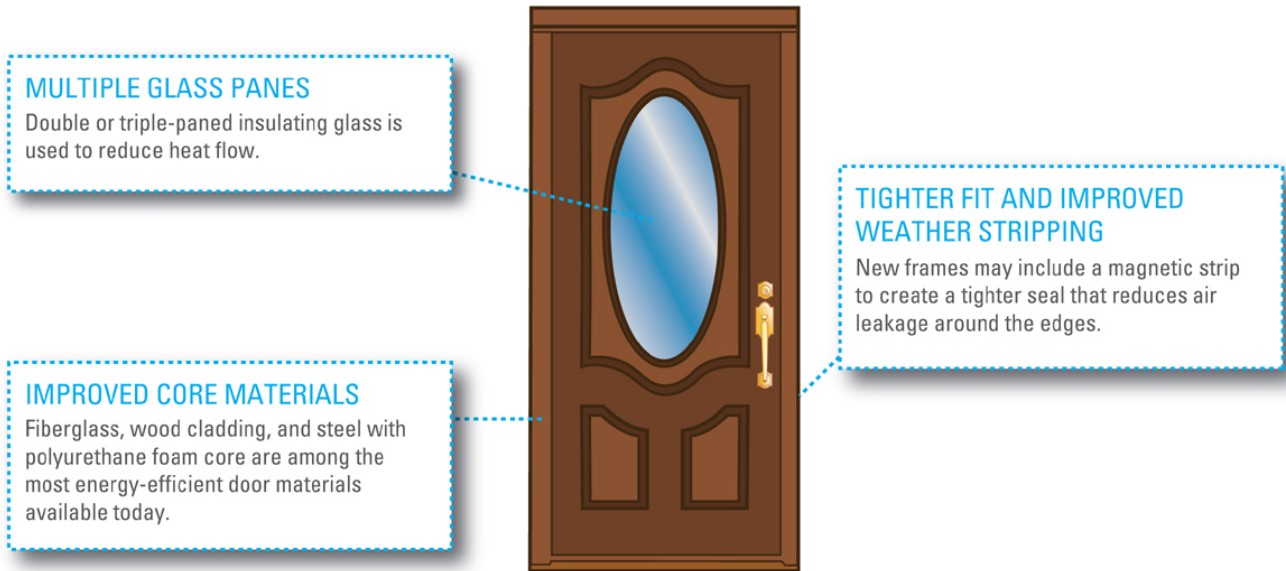 MULTIPLE GLASS PANES
Double or triple-paned insulating glass is
used to reduce heat flow.
TIGHTER FIT AND IMPROVED
WEATHER STRIPPING
New frames may include a magnetic strip
to create a tighter seal that reduces air
leakage around the edges.
IMPROVED CORE MATERIALS
Fiberglass, wood cladding, and steel with
polyurethane foam core are among the
most energy-efficient door materials
available today.